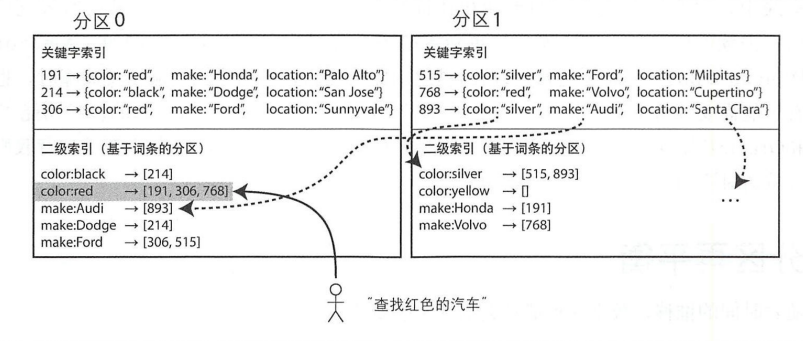 分区 0
关键字索引
191 → {color: “red”, make: “Honda”, location: “Palo Alto”}
214 → {color: “black”, make: “Dodge”, location: “San Jose”}
306 → {color: “red”, make: “Ford”, location: “Sunnyvale”}
二级索引（基于词条的分区）
color:black → [214]
color:red → [191, 306, 768]
make:Audi → [893]
make:Dodge → [214]
make:Ford → [306, 515]
分区 1
关键字索引
515 → {color: “silver”, make: “Ford”, location: “Milpitas”}
768 → {color: “red”, make: “Volvo”, location: “Cupertino”}
893 → {color: “silver”, make: “Audi”, location: “Santa Clara”}
二级索引（基于词条的分区）
color:silver → [515, 893]
color:yellow → []
make:Honda → [191]
make:Volvo → [768]
...
“查找红色的汽车”